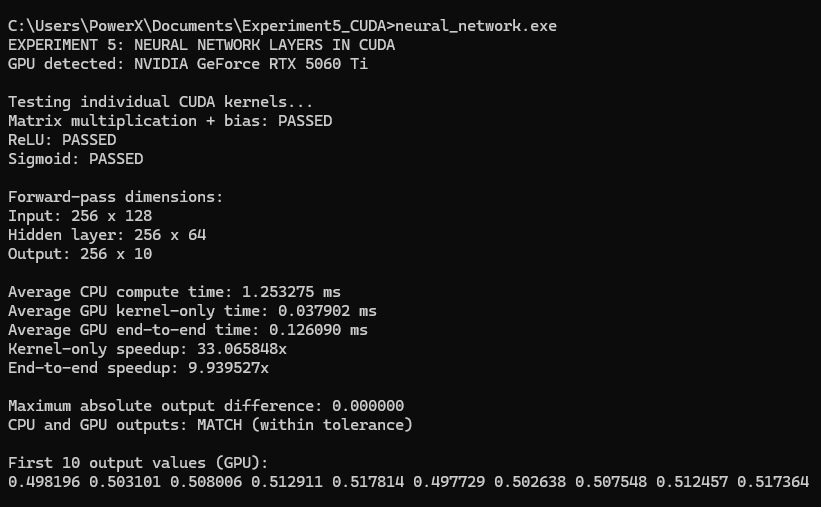 C:\Users\PowerX\Documents\Experiment5_CUDA>neural_network.exe
EXPERIMENT 5: NEURAL NETWORK LAYERS IN CUDA
GPU detected: NVIDIA GeForce RTX 5060 Ti
Testing individual CUDA kernels...
Matrix multiplication + bias: PASSED
ReLU: PASSED
Sigmoid: PASSED
Forward-pass dimensions:
Input: 256 x 128
Hidden layer: 256 x 64
Output: 256 x 10
Average CPU compute time: 1.253275 ms
Average GPU kernel-only time: 0.037902 ms
Average GPU end-to-end time: 0.126090 ms
Kernel-only speedup: 33.065848x
End-to-end speedup: 9.939527x
Maximum absolute output difference: 0.000000
CPU and GPU outputs: MATCH (within tolerance)
First 10 output values (GPU):
0.498196 0.503101 0.508006 0.512911 0.517814 0.497729 0.502638 0.507548 0.512457 0.517364